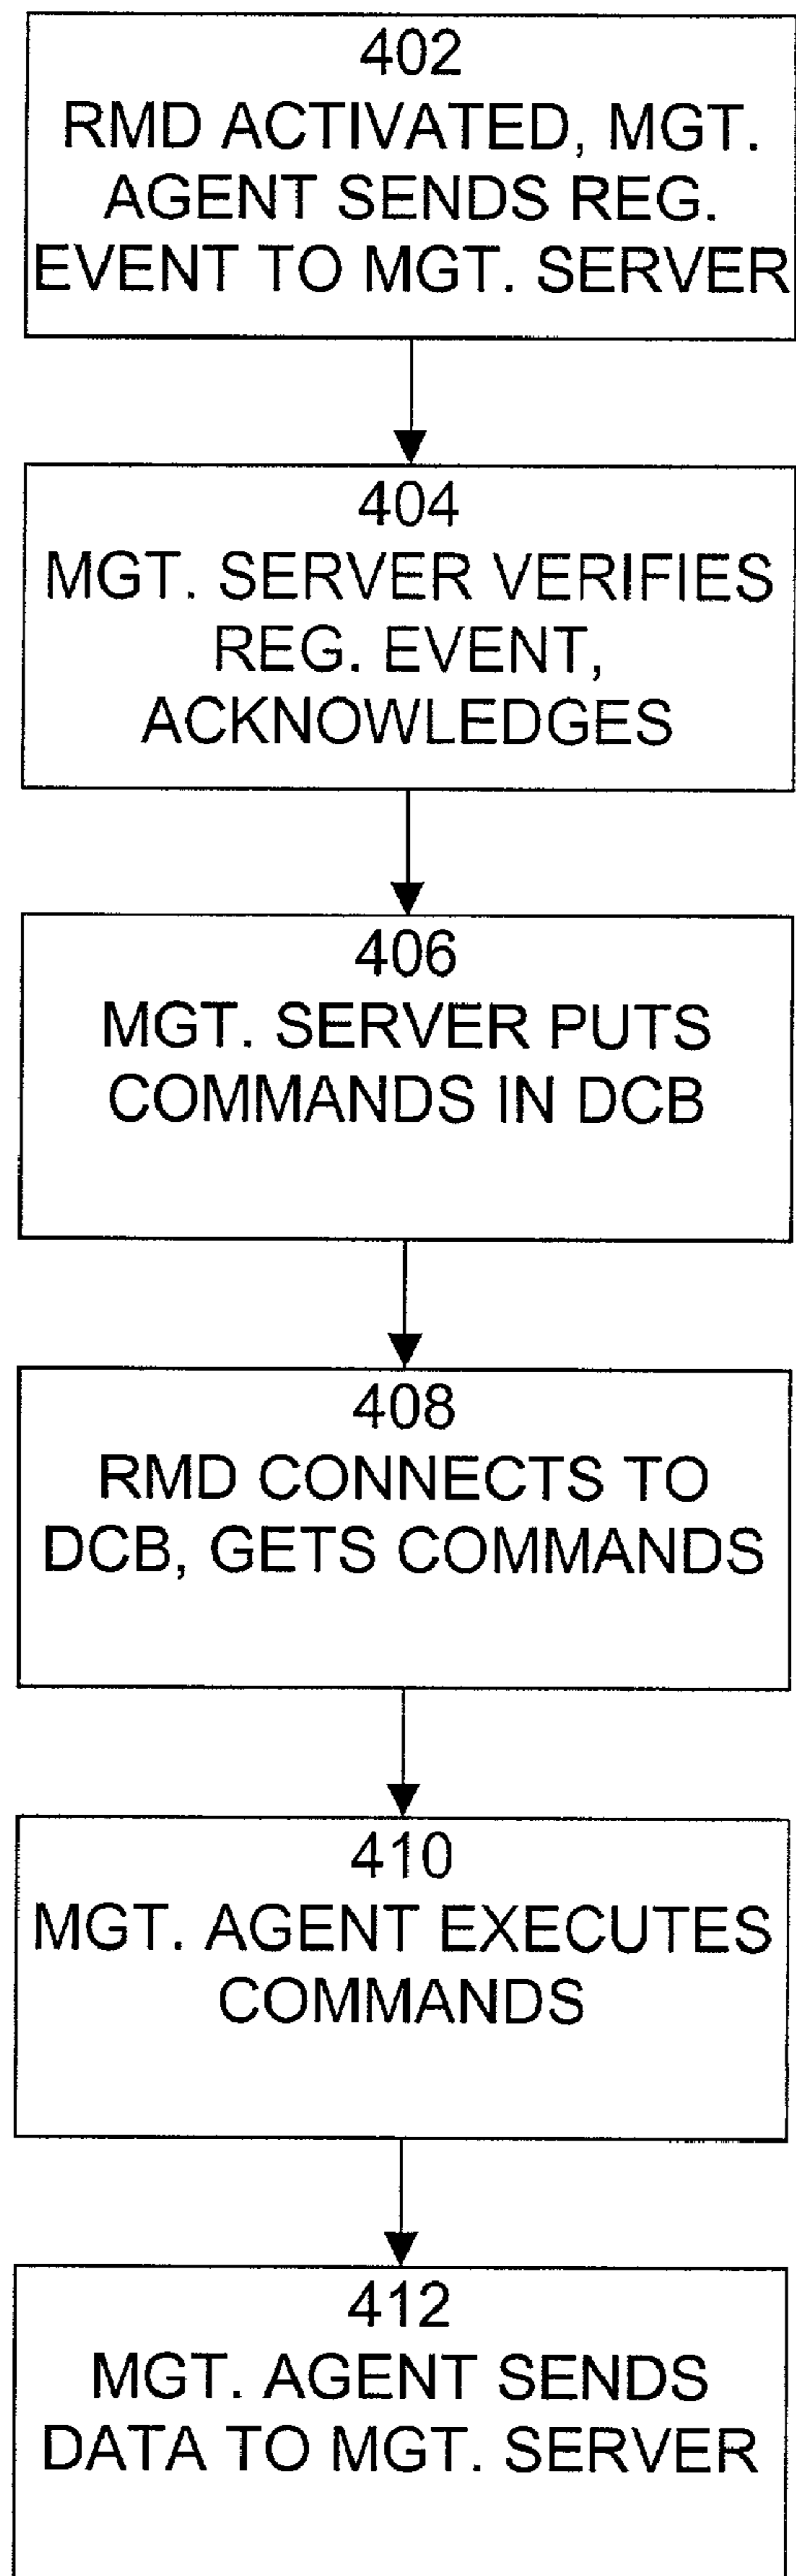 402
RMD ACTIVATED, MGT.
AGENT SENDS REG.
EVENT TO MGT. SERVER
404
MGT. SERVER VERIFIES
REG. EVENT,
ACKNOWLEDGES
406
MGT. SERVER PUTS
COMMANDS IN DCB
408
RMD CONNECTS TO
DCB, GETS COMMANDS
410
MGT. AGENT EXECUTES
COMMANDS
412
MGT. AGENT SENDS
DATA TO MGT. SERVER